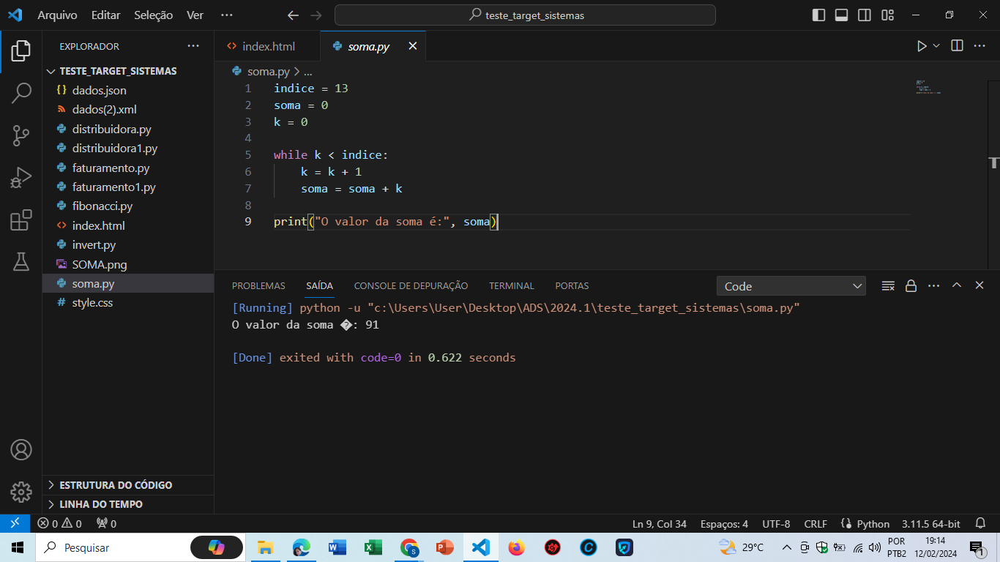 Arquivo Editar Seleção Ver ···
teste_target_sistemas
EXPLORADOR ···
TESTE_TARGET_SISTEMAS
dados.json
dados(2).xml
distribuidora.py
distribuidora1.py
faturamento.py
faturamento1.py
fibonacci.py
index.html
invert.py
SOMA.png
soma.py
style.css
ESTRUTURA DO CÓDIGO
LINHA DO TEMPO
index.html soma.py
soma.py > ...
1 indice = 13
2 soma = 0
3 k = 0
4
5 while k < indice:
6 k = k + 1
7 soma = soma + k
8
9 print("O valor da soma é:", soma)
PROBLEMAS SAÍDA CONSOLE DE DEPURAÇÃO TERMINAL PORTAS Code
[Running] python -u "c:\Users\User\Desktop\ADS\2024.1\teste_target_sistemas\soma.py"
O valor da soma �: 91
[Done] exited with code=0 in 0.622 seconds
0 0 0 Ln 9, Col 34 Espaços: 4 UTF-8 CRLF Python 3.11.5 64-bit
Pesquisar
29°C
POR
PTB2
19:14
12/02/2024
1